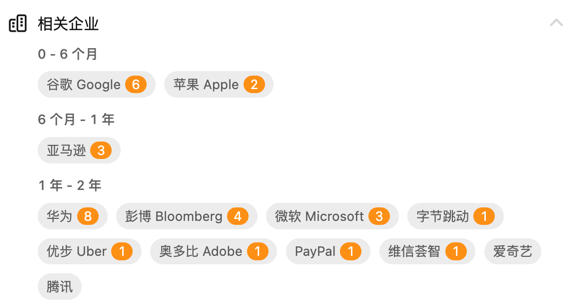 相关企业
0 - 6 个月
谷歌 Google 6 苹果 Apple 2
6 个月 - 1 年
亚马逊 3
1 年 - 2 年
华为 8 彭博 Bloomberg 4 微软 Microsoft 3 字节跳动 1
优步 Uber 1 奥多比 Adobe 1 PayPal 1 维信荟智 1 爱奇艺
腾讯